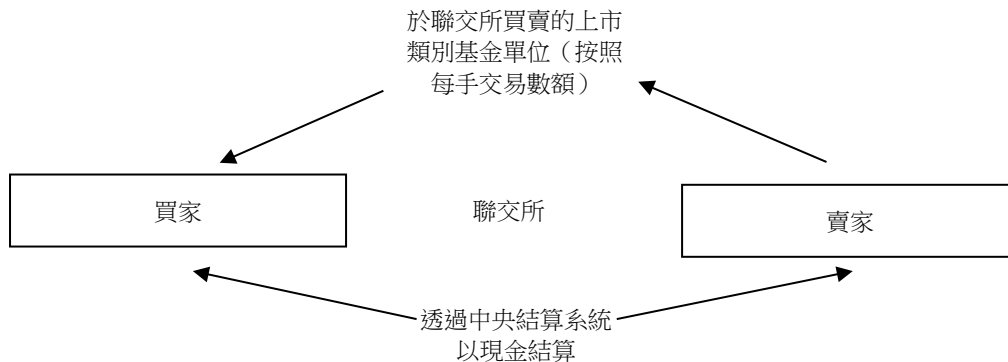 於聯交所買賣的上市
類別基金單位（按照
每手交易數額）
買家
聯交所
賣家
透過中央結算系統
以現金結算